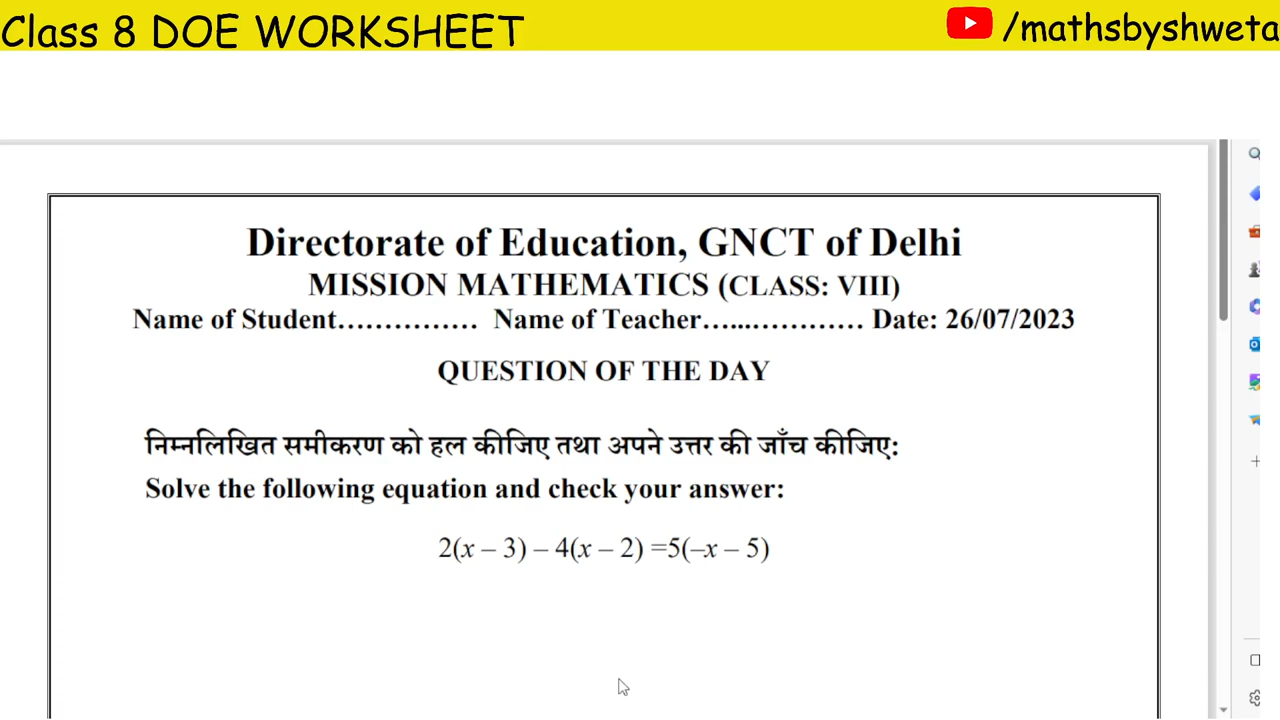 Class 8 DOE WORKSHEET
/mathsbyshweta
Directorate of Education, GNCT of Delhi
MISSION MATHEMATICS (CLASS: VIII)
Name of Student…………… Name of Teacher…...………… Date: 26/07/2023
QUESTION OF THE DAY
निम्नलिखित समीकरण को हल कीजिए तथा अपने उत्तर की जाँच कीजिए:
Solve the following equation and check your answer:
2(x – 3) – 4(x – 2) =5(–x – 5)